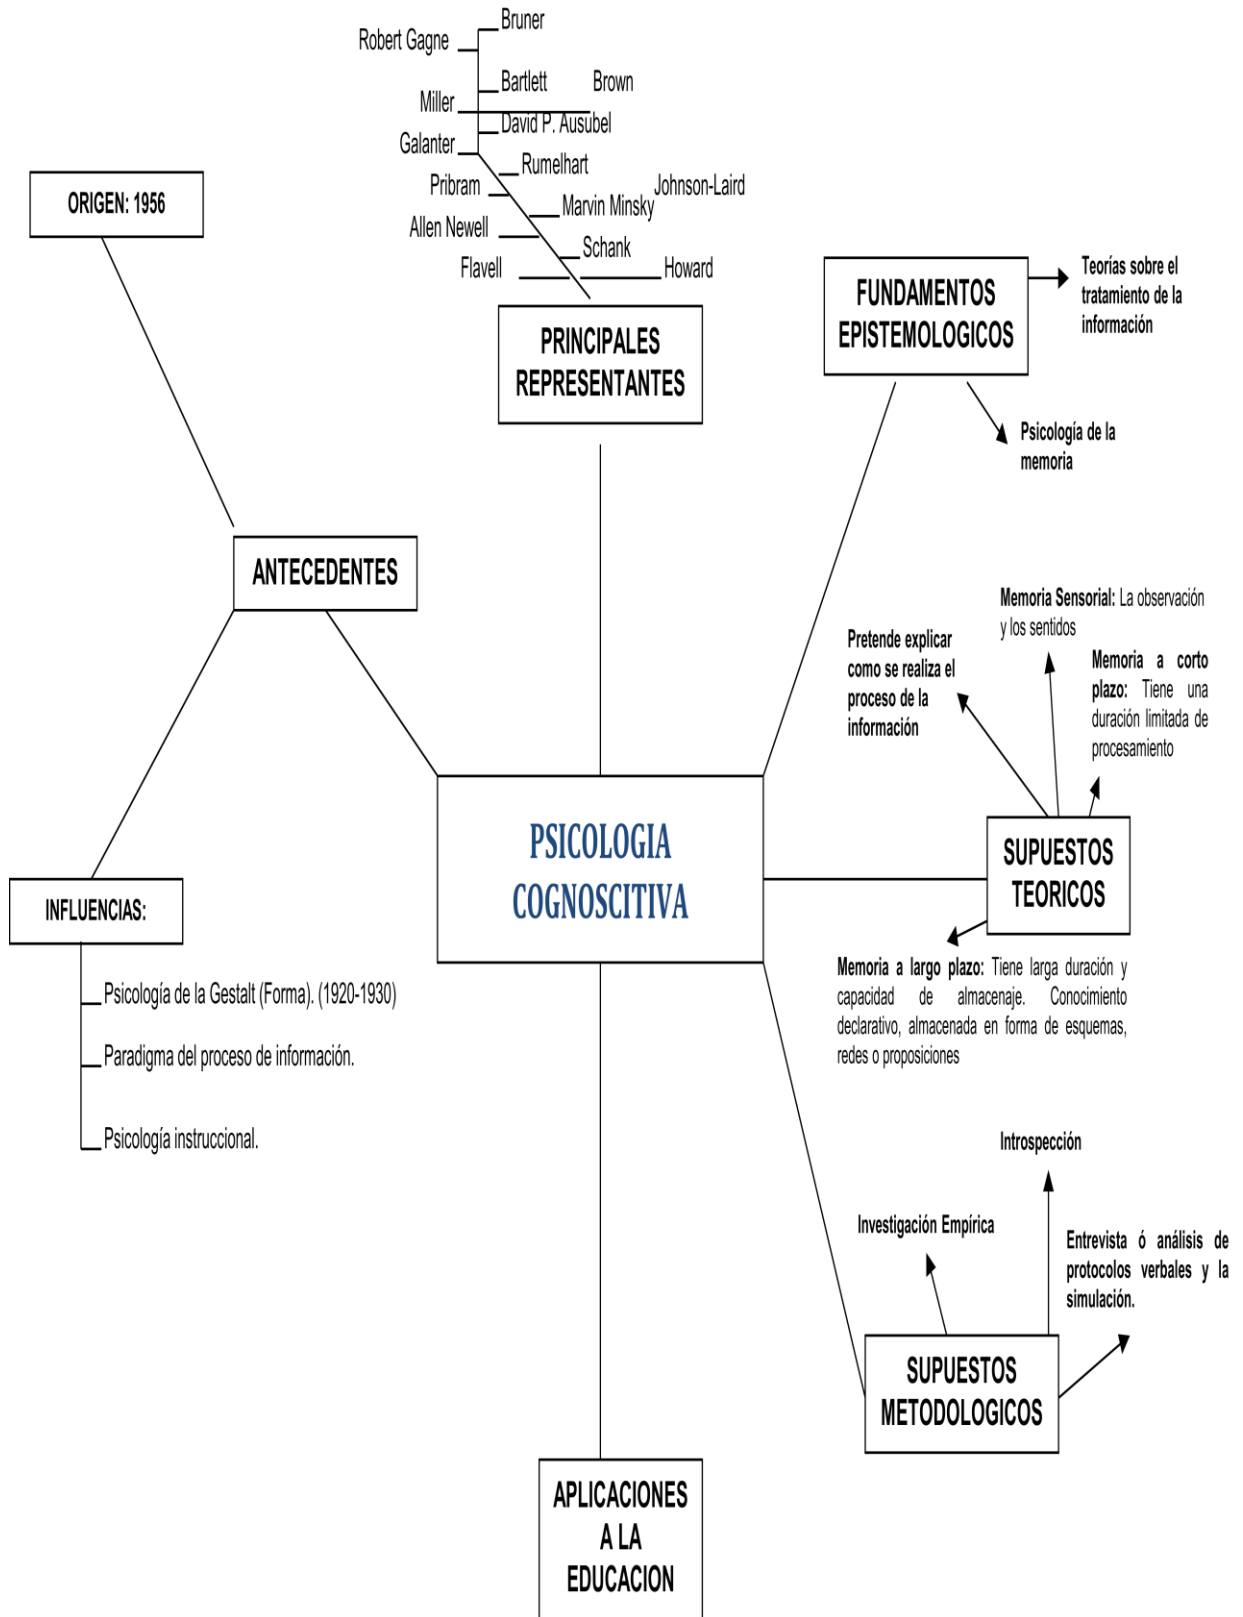 Bruner
Robert Gagne
Bartlett
Brown
Miller
David P. Ausubel
Galanter
Rumelhart
Pribram
Johnson-Laird
Marvin Minsky
Allen Newell
Schank
Flavell
Howard
ORIGEN: 1956
PRINCIPALES
REPRESENTANTES
FUNDAMENTOS
EPISTEMOLOGICOS
Teorías sobre el
tratamiento de la
información
Psicología de la
memoria
ANTECEDENTES
Memoria Sensorial: La observación
y los sentidos
Pretende explicar
como se realiza el
proceso de la
información
Memoria a corto
plazo: Tiene una
duración limitada de
procesamiento
PSICOLOGIA
COGNOSCITIVA
SUPUESTOS
TEORICOS
INFLUENCIAS:
Psicología de la Gestalt (Forma). (1920-1930)
Paradigma del proceso de información.
Psicología instruccional.
Memoria a largo plazo: Tiene larga duración y
capacidad de almacenaje. Conocimiento
declarativo, almacenada en forma de esquemas,
redes o proposiciones
Introspección
Investigación Empírica
Entrevista ó análisis de
protocolos verbales y la
simulación.
SUPUESTOS
METODOLOGICOS
APLICACIONES
A LA
EDUCACION